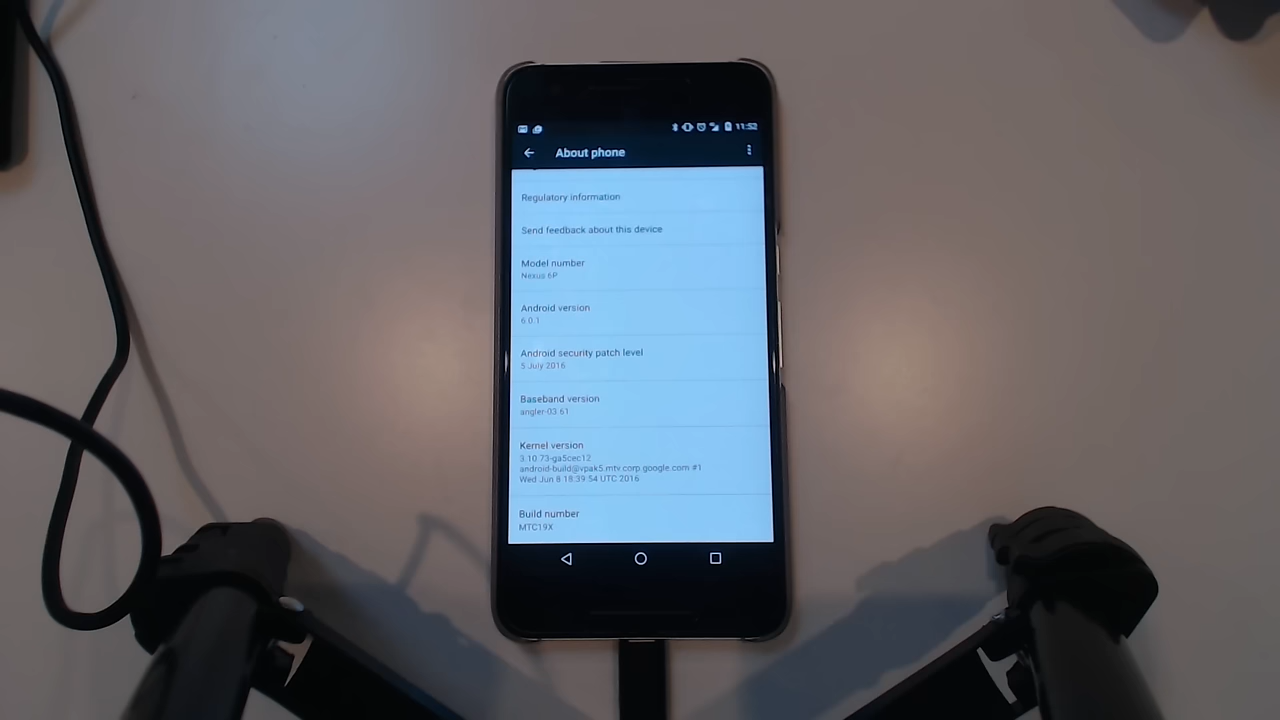 11:52
About phone
Regulatory information
Send feedback about this device
Model number
Nexus 6P
Android version
6.0.1
Android security patch level
5 July 2016
Baseband version
angler-03.61
Kernel version
3.10.73-ga5cec12
android-build@vpak5.mtv.corp.google.com #1
Wed Jun 8 18:39:54 UTC 2016
Build number
MTC19X